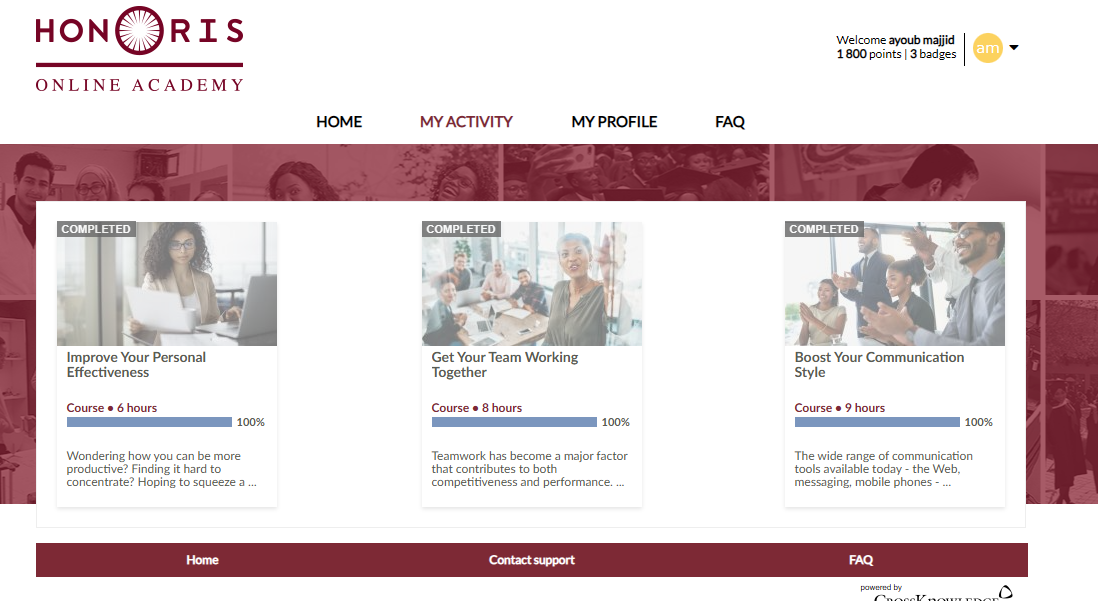 HONORIS
ONLINE ACADEMY
Welcome ayoub majjid
1 800 points | 3 badges
am
HOME
MY ACTIVITY
MY PROFILE
FAQ
COMPLETED
Improve Your Personal
Effectiveness
Course ● 6 hours
100%
Wondering how you can be more
productive? Finding it hard to
concentrate? Hoping to squeeze a ...
COMPLETED
Get Your Team Working
Together
Course ● 8 hours
100%
Teamwork has become a major factor
that contributes to both
competitiveness and performance. ...
COMPLETED
Boost Your Communication
Style
Course ● 9 hours
100%
The wide range of communication
tools available today - the Web,
messaging, mobile phones - ...
Home
Contact support
FAQ
powered by
CROSSKNOWLEDGE